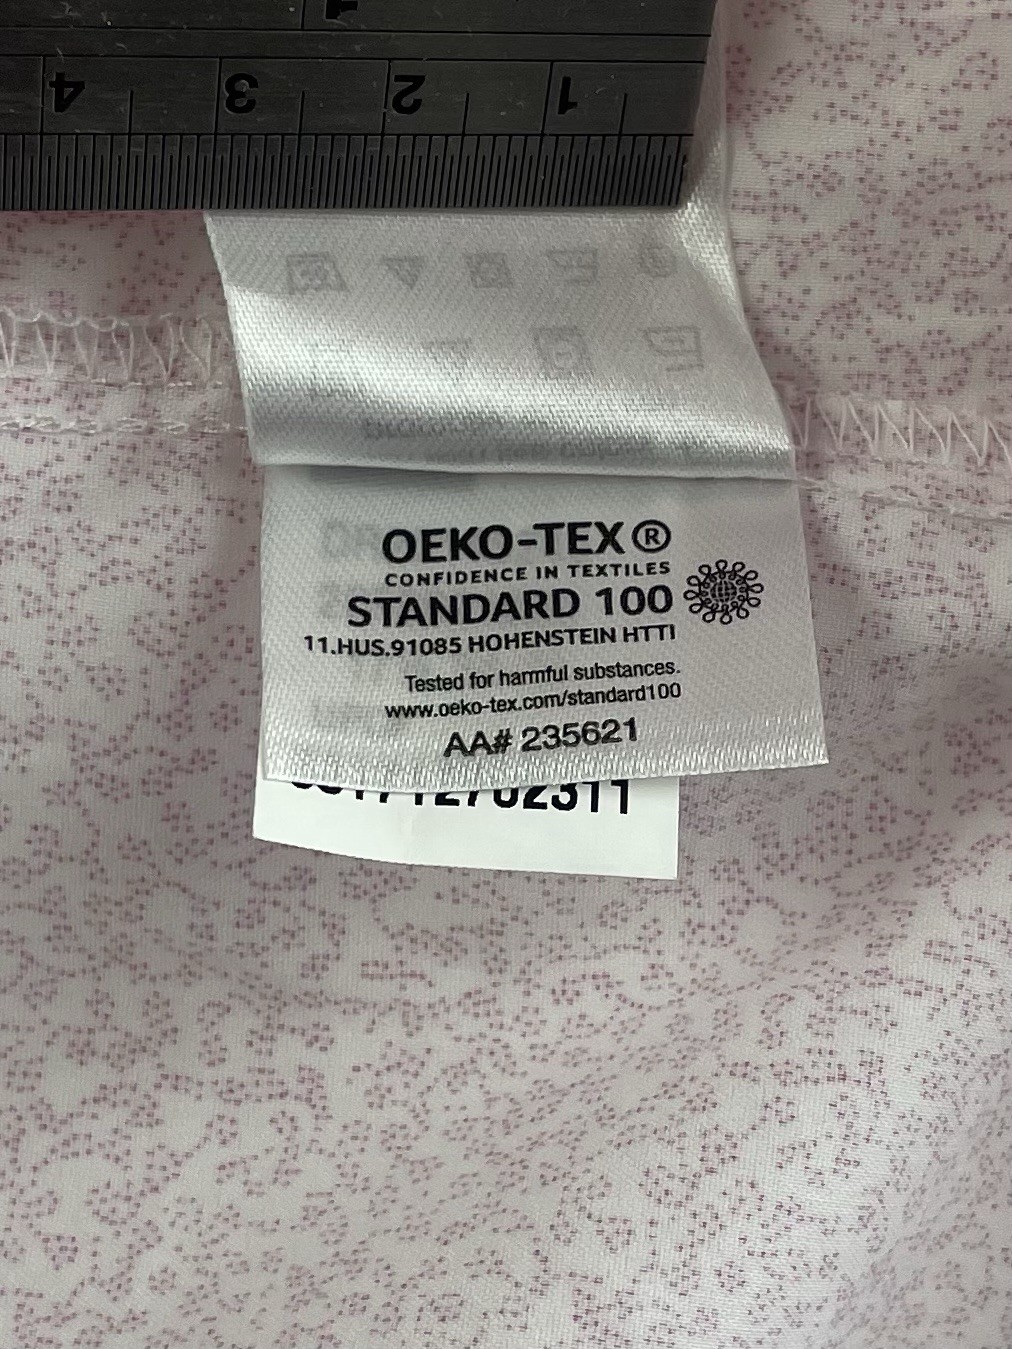 4 3 2 1
OEKO-TEX®
CONFIDENCE IN TEXTILES
STANDARD 100
11.HUS.91085 HOHENSTEIN HTTI
Tested for harmful substances.
www.oeko-tex.com/standard100
AA# 235621